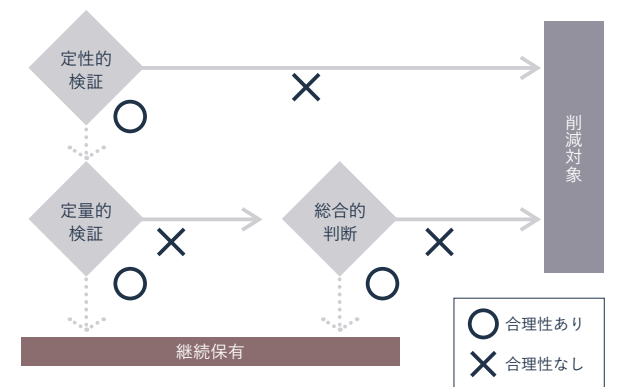 定性的
検証
削減対象
定量的
検証
総合的
判断
継続保有
合理性あり
合理性なし